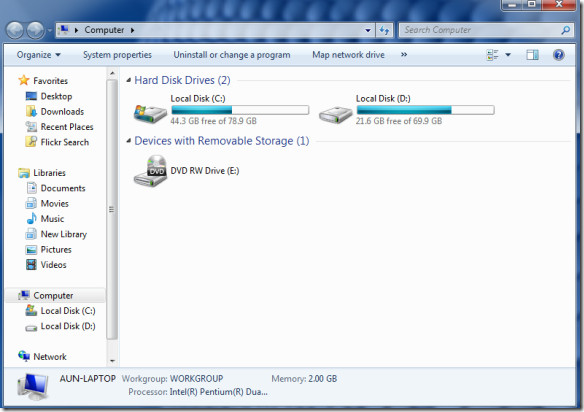 Computer
Search Computer
Organize
System properties
Uninstall or change a program
Map network drive
»
Favorites
Desktop
Downloads
Recent Places
Flickr Search
Libraries
Documents
Movies
Music
New Library
Pictures
Videos
Computer
Local Disk (C:)
Local Disk (D:)
Network
Hard Disk Drives (2)
Local Disk (C:)
44.3 GB free of 78.9 GB
Local Disk (D:)
21.6 GB free of 69.9 GB
Devices with Removable Storage (1)
DVD
DVD RW Drive (E:)
AUN-LAPTOP Workgroup: WORKGROUP Memory: 2.00 GB
Processor: Intel(R) Pentium(R) Dua...